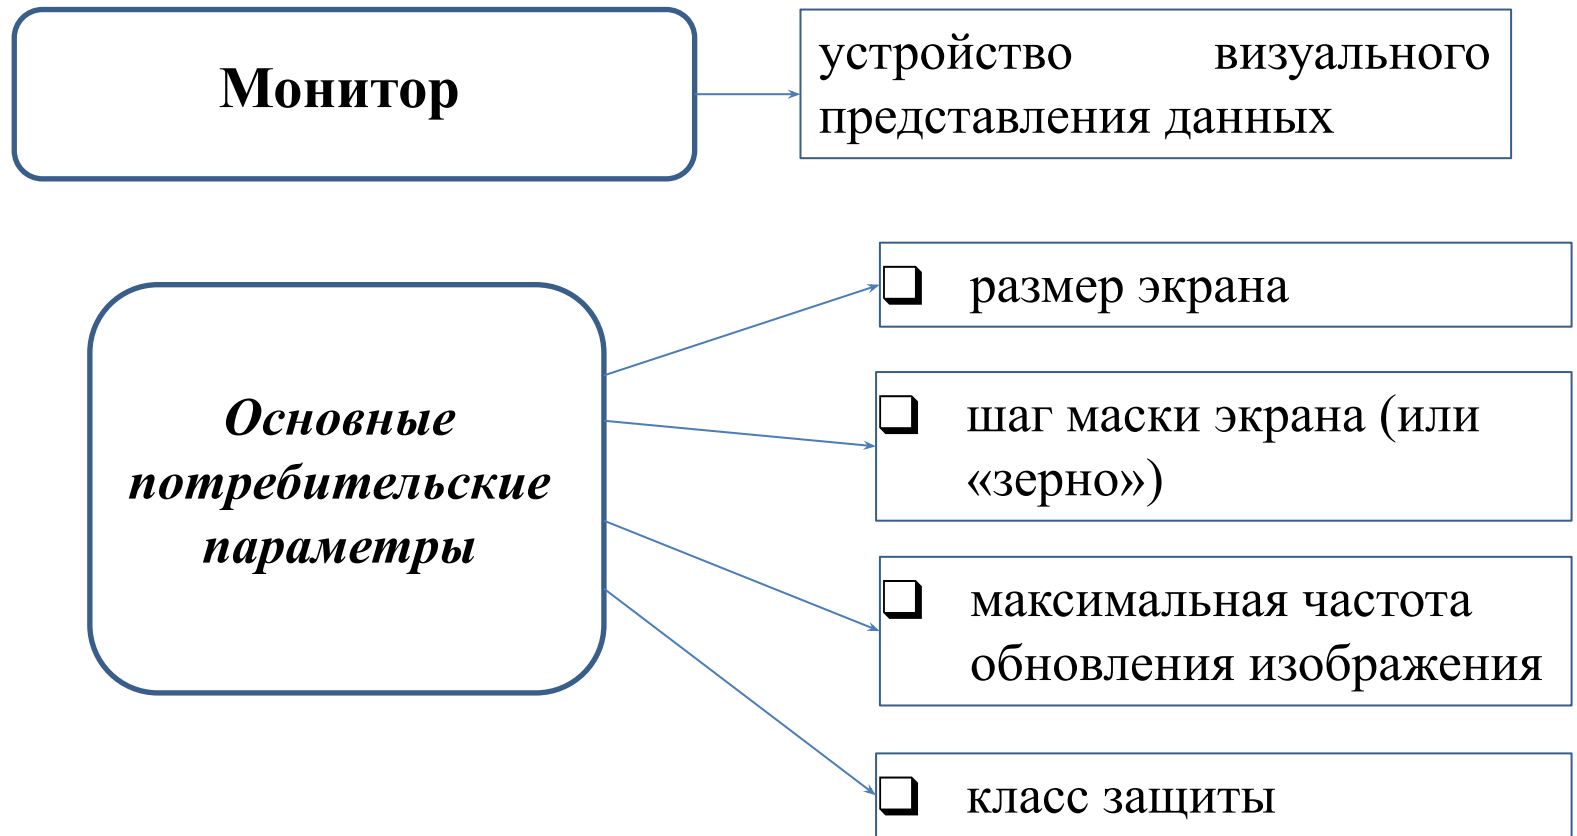 Монитор
устройство визуального
представления данных
Основные
потребительские
параметры
размер экрана
шаг маски экрана (или
«зерно»)
максимальная частота
обновления изображения
класс защиты